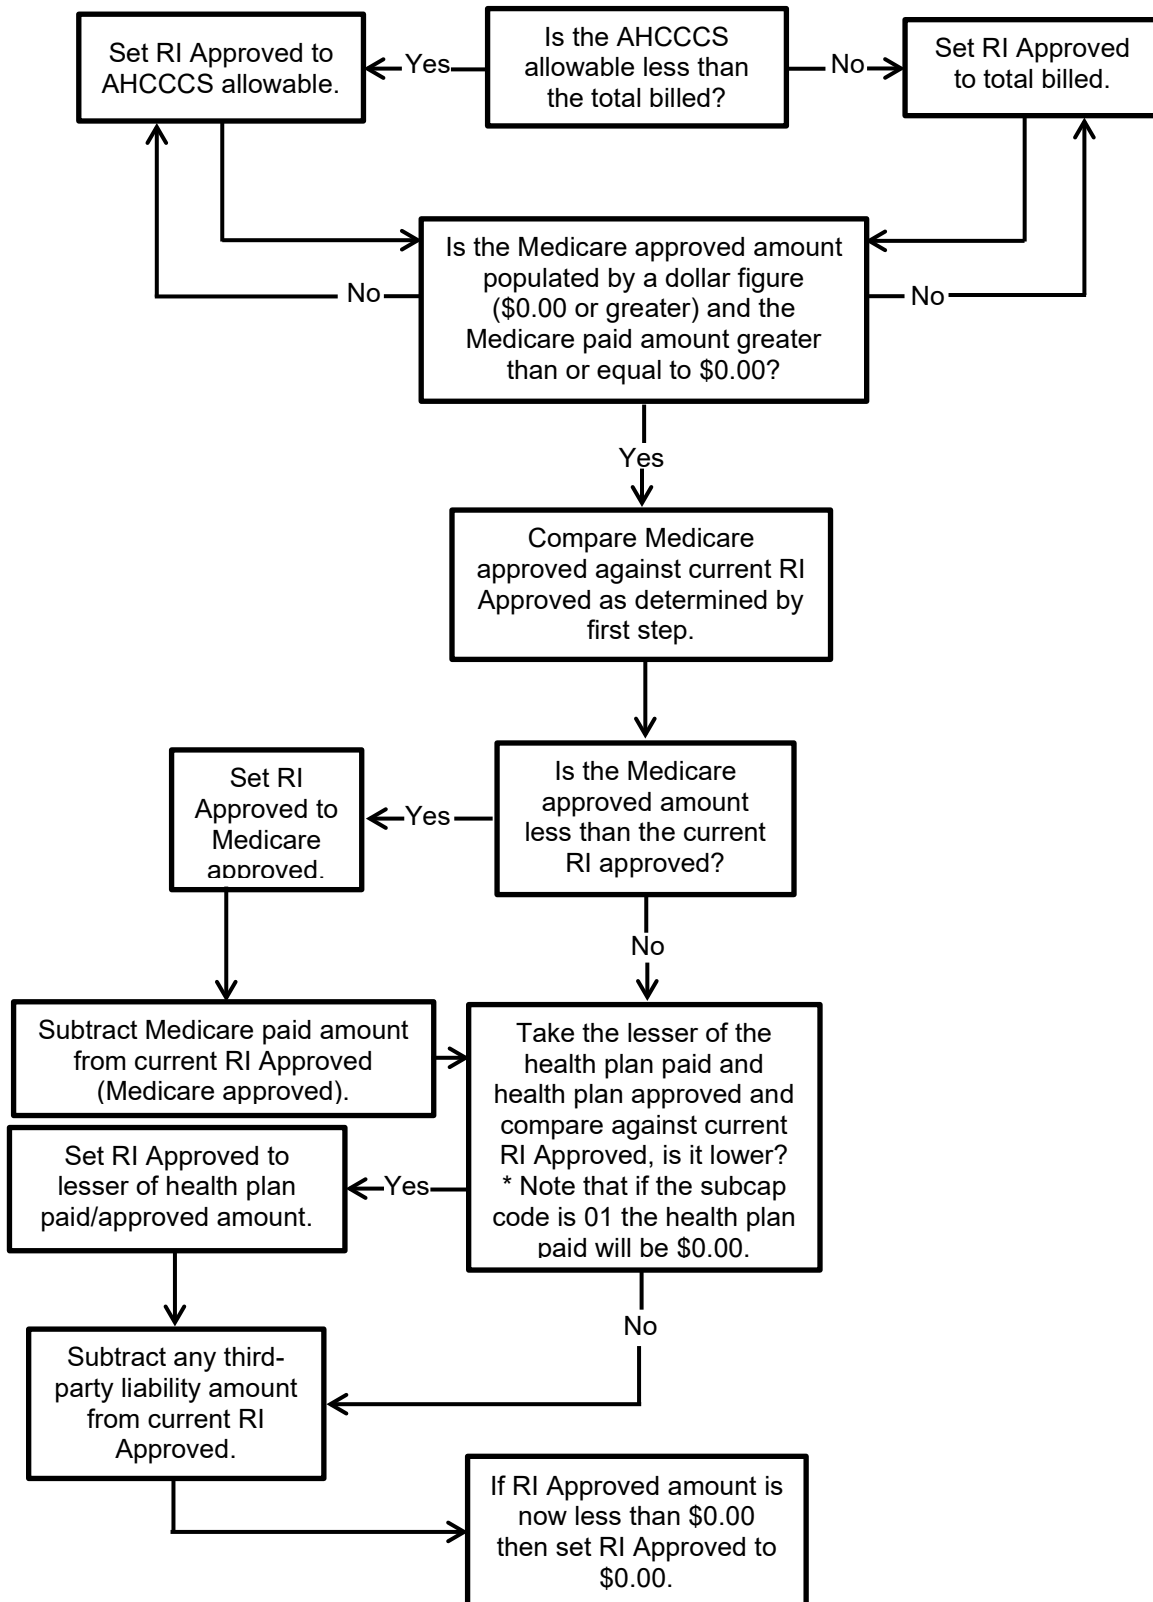 Set RI Approved to
AHCCCS allowable.
Yes
Is the AHCCCS
allowable less than
the total billed?
No
Set RI Approved
to total billed.
Is the Medicare approved amount
populated by a dollar figure
($0.00 or greater) and the
Medicare paid amount greater
than or equal to $0.00?
No
No
Yes
Compare Medicare
approved against current RI
Approved as determined by
first step.
Set RI
Approved to
Medicare
approved.
Yes
Is the Medicare
approved amount
less than the current
RI approved?
No
Subtract Medicare paid amount
from current RI Approved
(Medicare approved).
Take the lesser of the
health plan paid and
health plan approved and
compare against current
RI Approved, is it lower?
* Note that if the subcap
code is 01 the health plan
paid will be $0.00.
Set RI Approved to
lesser of health plan
paid/approved amount.
Yes
No
Subtract any third-
party liability amount
from current RI
Approved.
If RI Approved amount is
now less than $0.00
then set RI Approved to
$0.00.